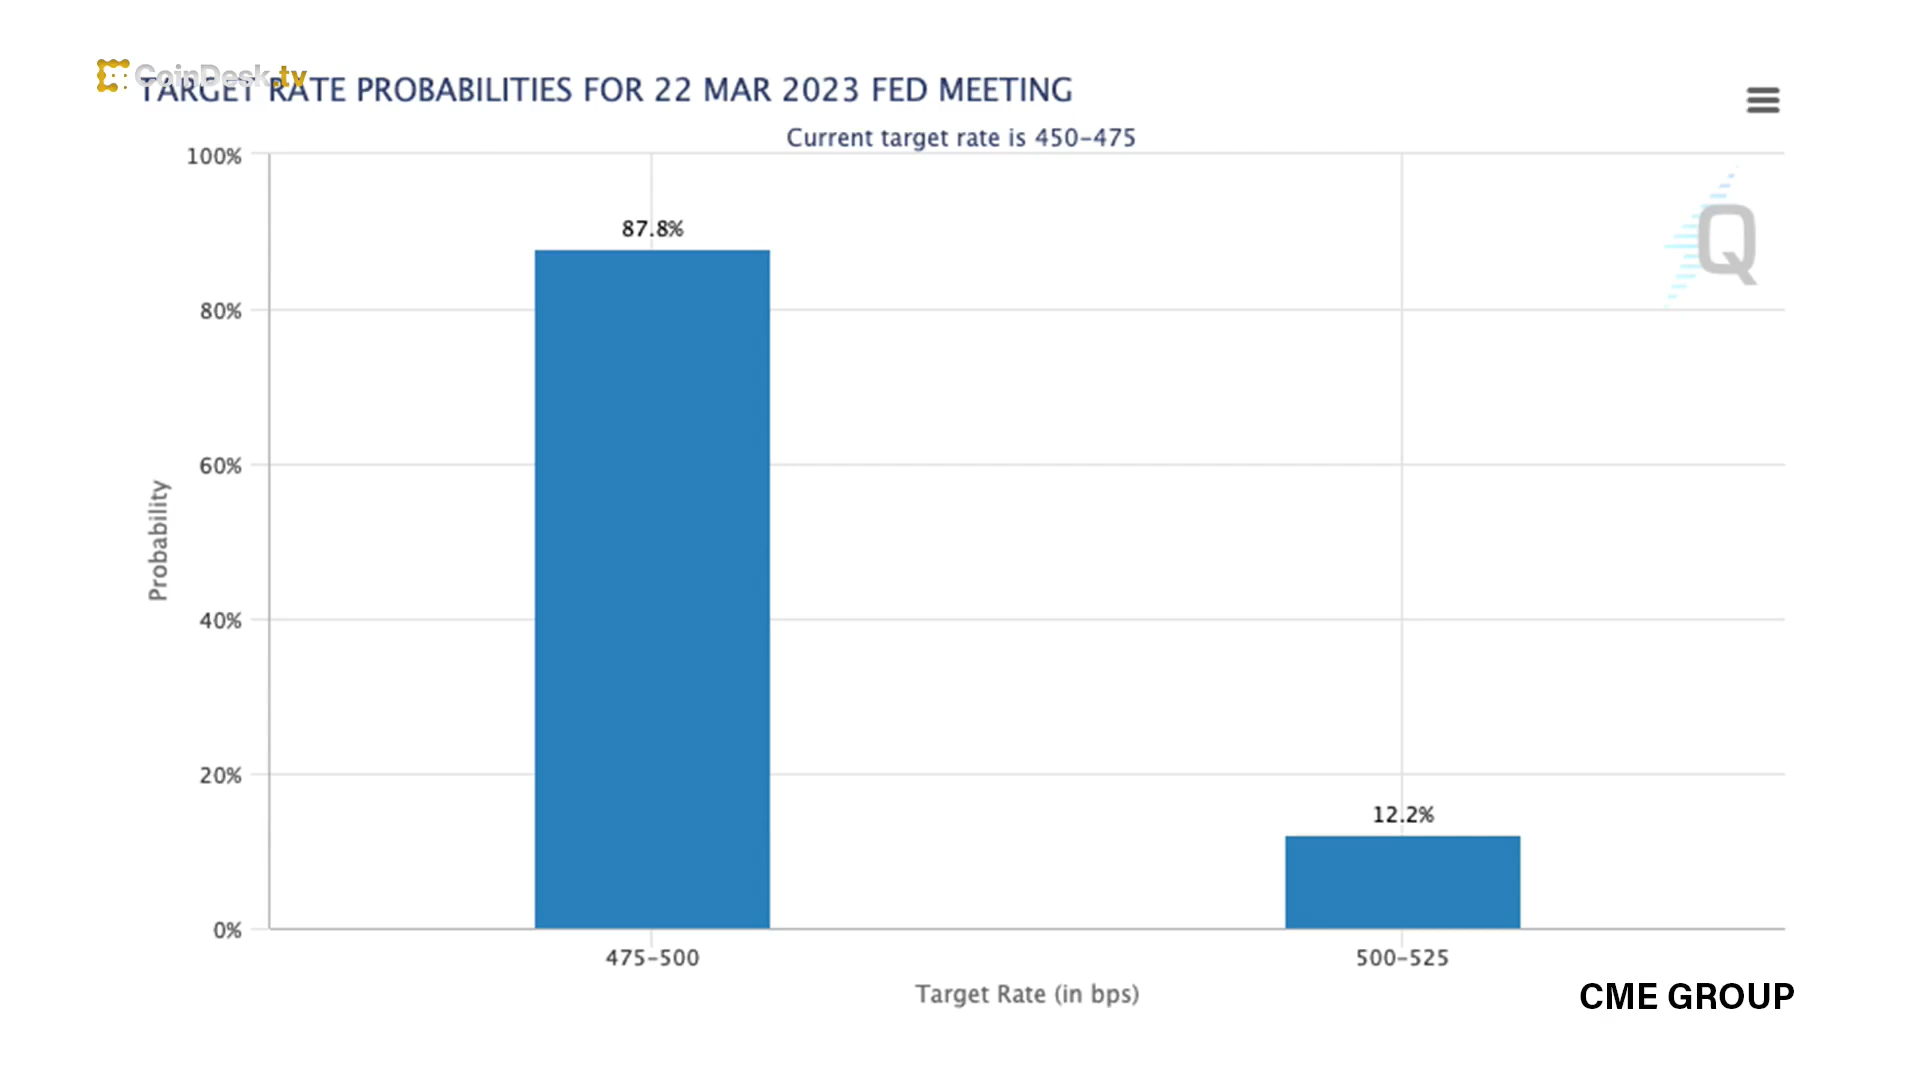 CoinDesk.tv
TARGET RATE PROBABILITIES FOR 22 MAR 2023 FED MEETING
Current target rate is 450–475
100%
87.8%
Q
80%
60%
Probability
40%
20%
12.2%
0%
475–500
500–525
Target Rate (in bps)
CME GROUP